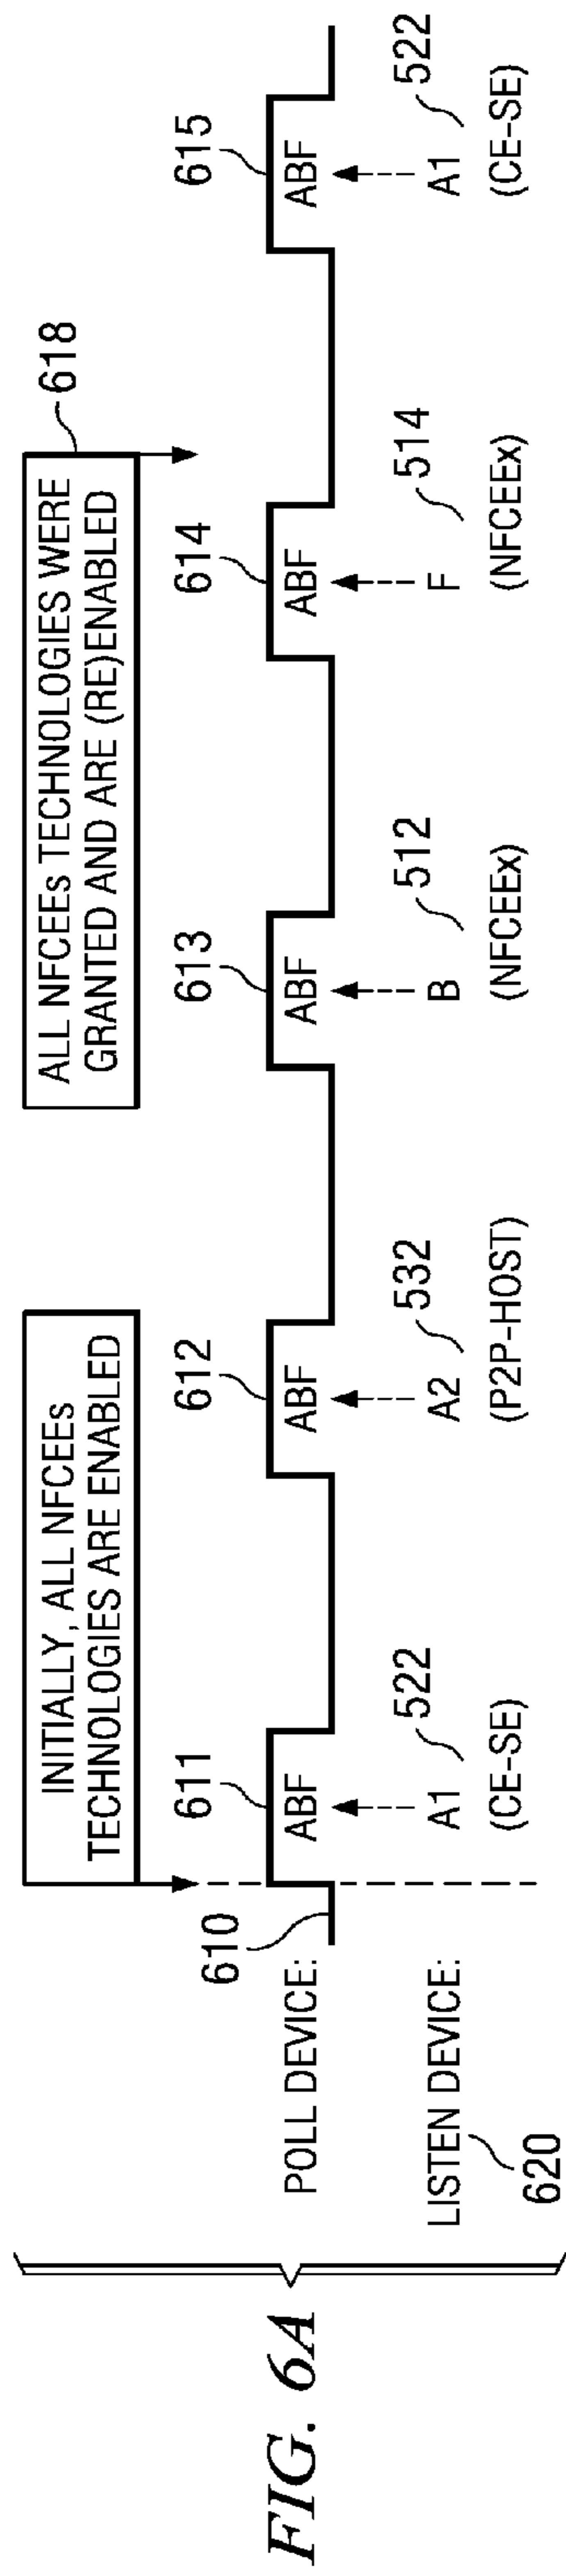 INITIALLY, ALL NFCEEs
TECHNOLOGIES ARE ENABLED
ALL NFCEEs TECHNOLOGIES WERE
GRANTED AND ARE (RE)ENABLED
618
610
611
612
613
614
615
POLL DEVICE:
ABF
ABF
ABF
ABF
ABF
LISTEN DEVICE:
620
A1
522
(CE-SE)
A2
532
(P2P-HOST)
B
512
(NFCEEx)
F
514
(NFCEEx)
A1
522
(CE-SE)
FIG. 6A